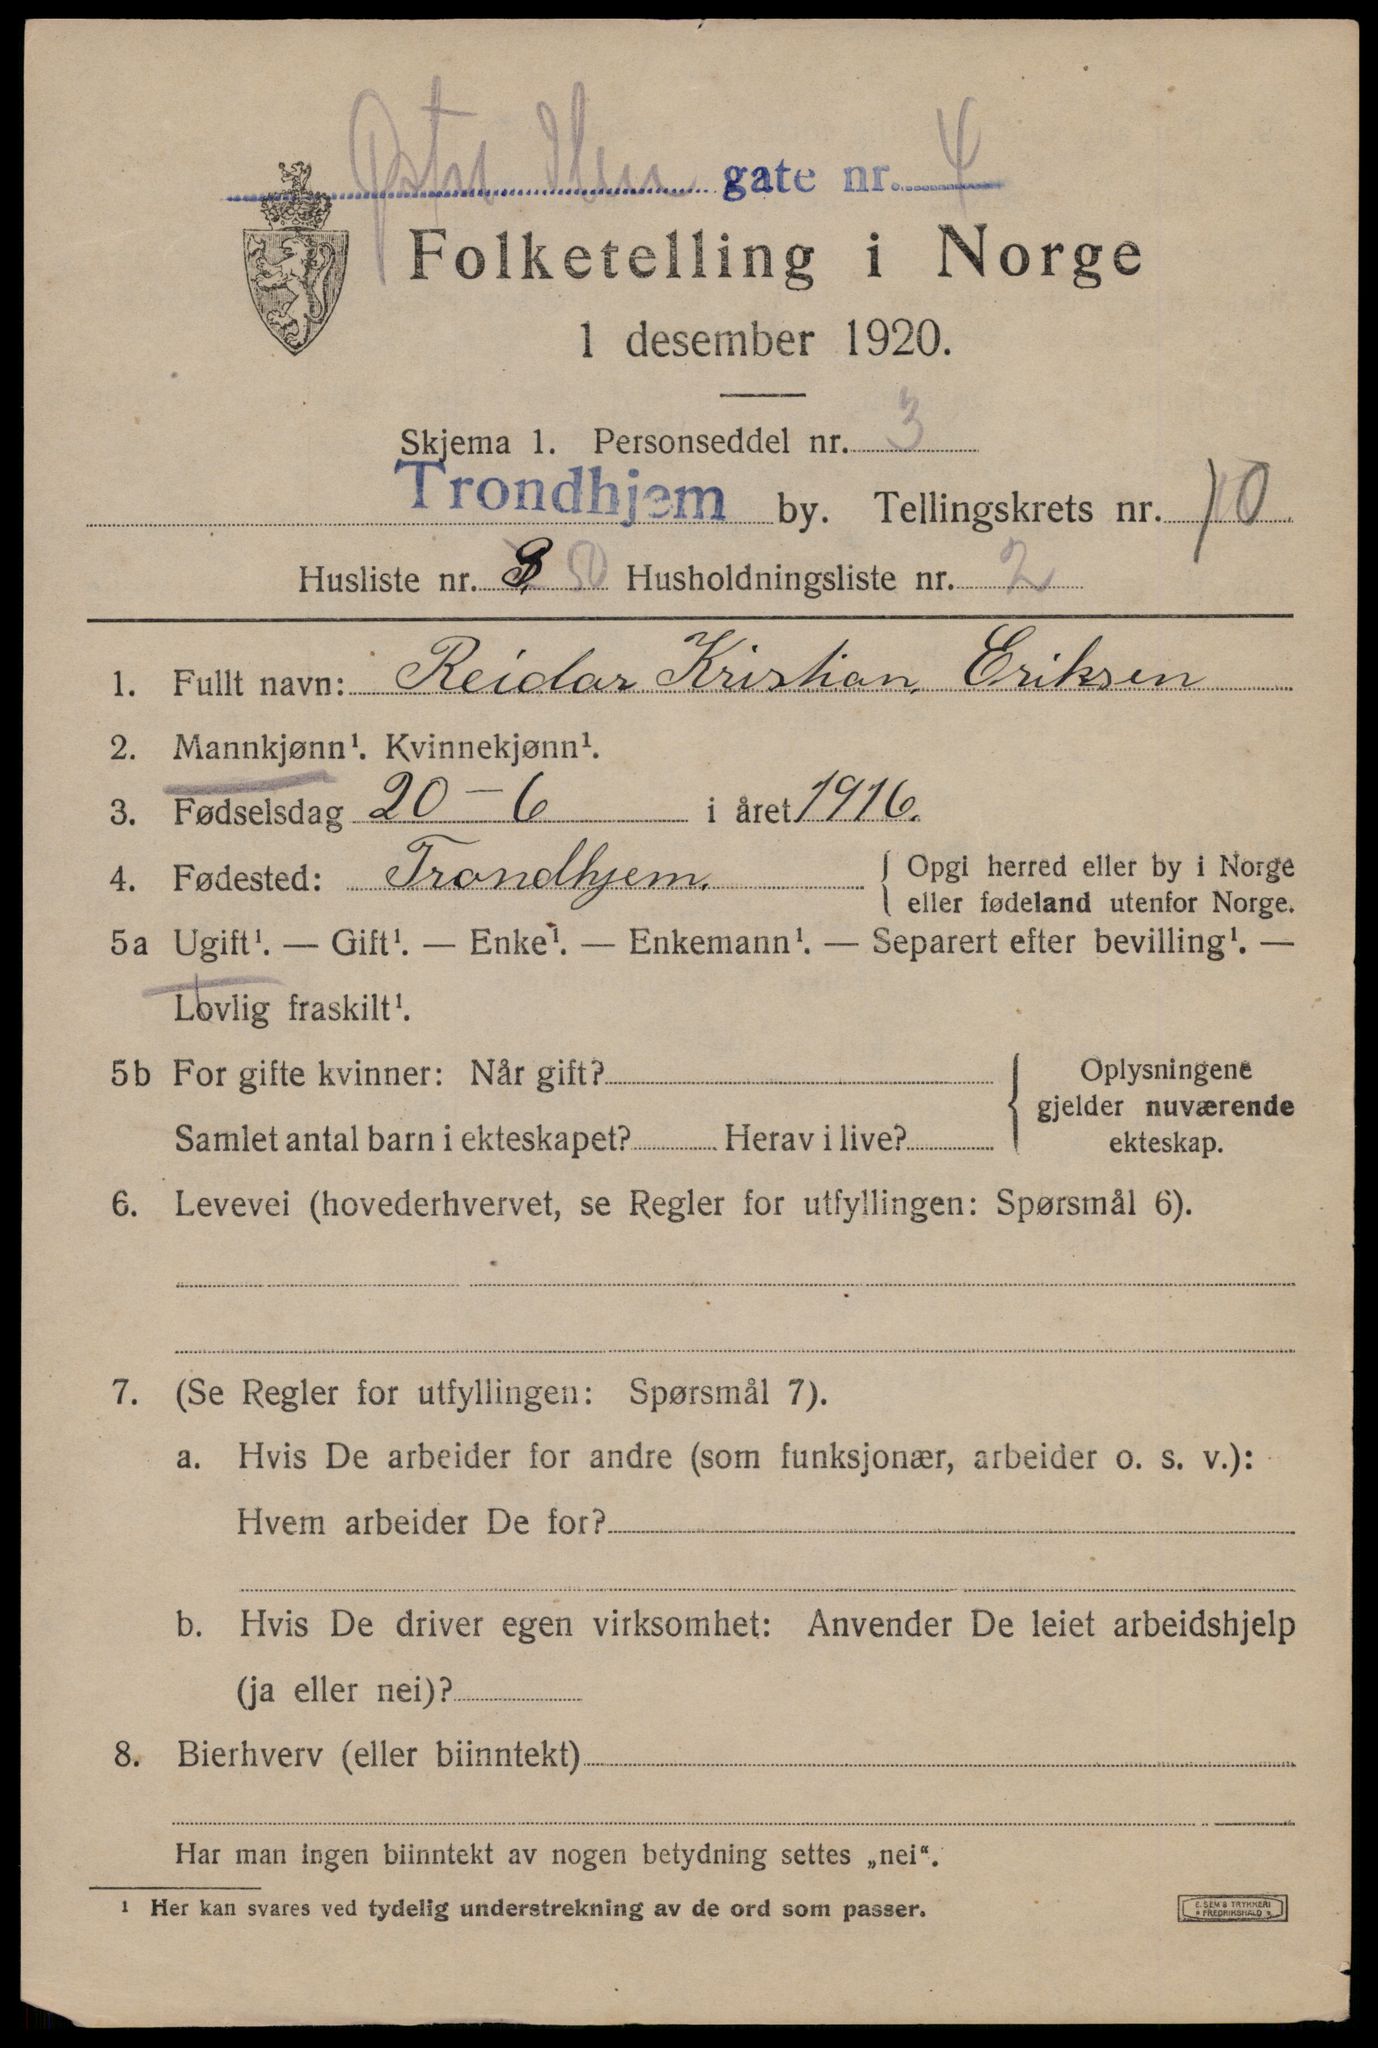 gate nr. 4
Folketelling i Norge
1 desember 1920.
Skjema 1. Personseddel nr. 3
Trondhjem by. Tellingskrets nr. 10
Husliste nr. Husholdningsliste nr. 2
1. Fullt navn: Reidar Kristian Eriksen
2. Mannkjønn¹. Kvinnekjønn¹.
3. Fødselsdag 20-6 i året 1916.
4. Fødested: Trondhjem. { Opgi herred eller by i Norge
eller fødeland utenfor Norge.
5a Ugift¹. — Gift¹. — Enke¹. — Enkemann¹. — Separert efter bevilling¹. —
Lovlig fraskilt¹.
5b For gifte kvinner: Når gift?
Samlet antal barn i ekteskapet? Herav i live?
{ Oplysningene
gjelder nuværende
ekteskap.
6. Levevei (hovederhvervet, se Regler for utfyllingen: Spørsmål 6).
7. (Se Regler for utfyllingen: Spørsmål 7).
a. Hvis De arbeider for andre (som funksjonær, arbeider o. s. v.):
Hvem arbeider De for?
b. Hvis De driver egen virksomhet: Anvender De leiet arbeidshjelp
(ja eller nei)?
8. Bierhverv (eller biinntekt)
Har man ingen biinntekt av nogen betydning settes „nei“.
¹ Her kan svares ved tydelig understrekning av de ord som passer.
E. SEM'S TRYKKERI
FREDRIKSHALD